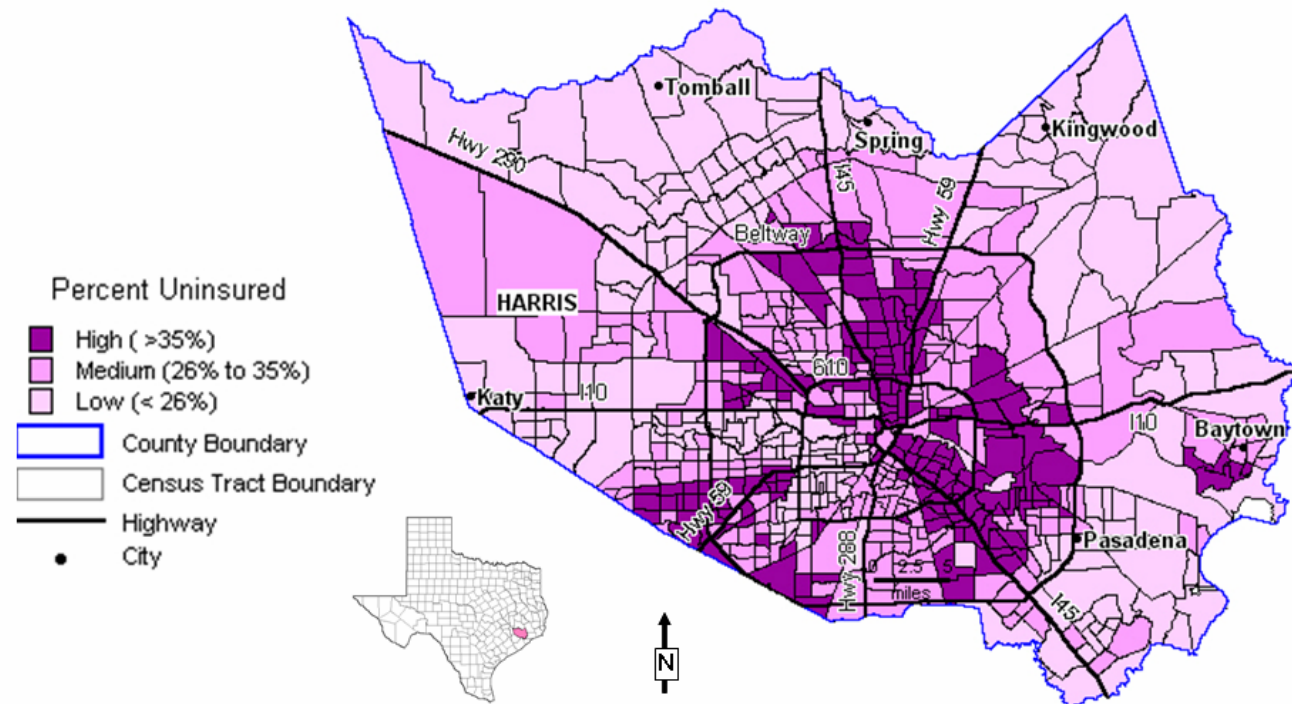 Tomball
Spring
Kingwood
Hwy 290
I45
Hwy 59
Beltway
HARRIS
Percent Uninsured
High ( >35%)
Medium (26% to 35%)
Low (< 26%)
County Boundary
Census Tract Boundary
Highway
City
610
Katy
I10
I10
Baytown
Hwy 59
Hwy 288
Pasadena
0 2.5 5
miles
I45
N